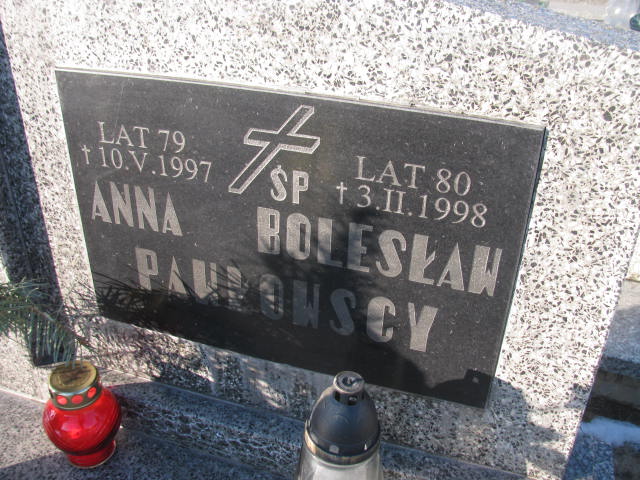 LAT 79
† 10.V.1997
ANNA
ŚP
LAT 80
† 3.II.1998
BOLESŁAW
PAWŁOWSCY